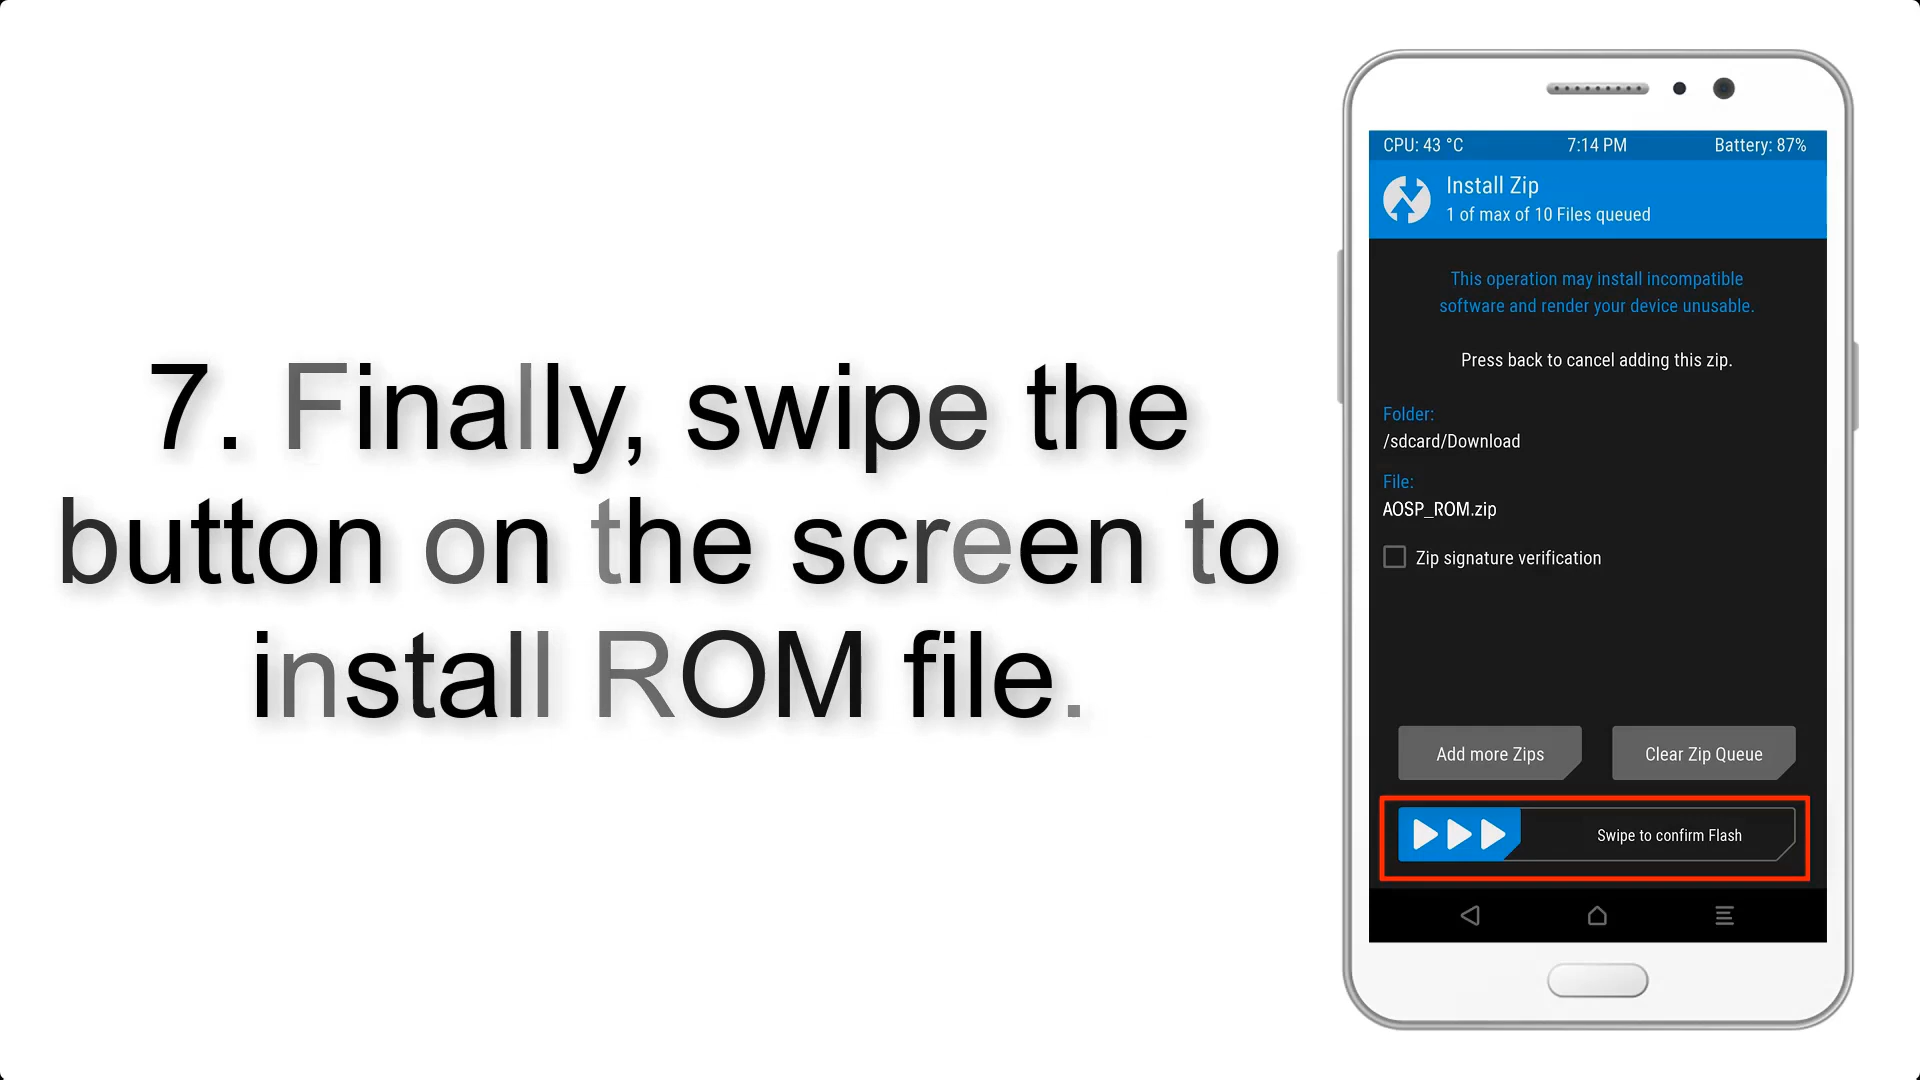 7. Finally, swipe the
button on the screen to
install ROM file.
CPU: 43 °C 7:14 PM Battery: 87%
Install Zip
1 of max of 10 Files queued
This operation may install incompatible
software and render your device unusable.
Press back to cancel adding this zip.
Folder:
/sdcard/Download
File:
AOSP_ROM.zip
Zip signature verification
Add more Zips Clear Zip Queue
Swipe to confirm Flash